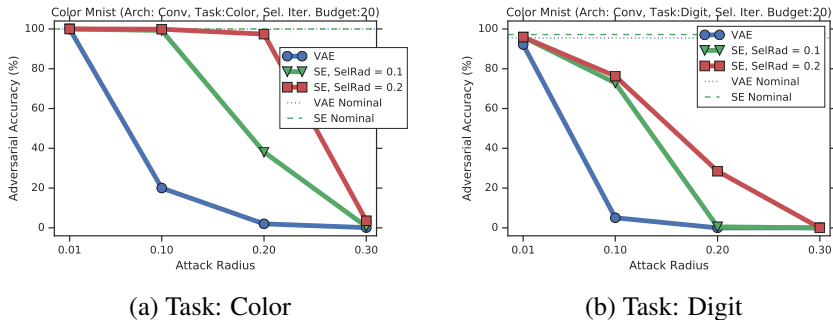 Color Mnist (Arch: Conv, Task:Color, Sel. Iter. Budget:20)
Adversarial Accuracy (%)
100
80
60
40
20
0
VAE
SE, SelRad = 0.1
SE, SelRad = 0.2
VAE Nominal
SE Nominal
0.01 0.10 0.20 0.30
Attack Radius
(a) Task: Color
Color Mnist (Arch: Conv, Task:Digit, Sel. Iter. Budget:20)
Adversarial Accuracy (%)
100
80
60
40
20
0
VAE
SE, SelRad = 0.1
SE, SelRad = 0.2
VAE Nominal
SE Nominal
0.01 0.10 0.20 0.30
Attack Radius
(b) Task: Digit